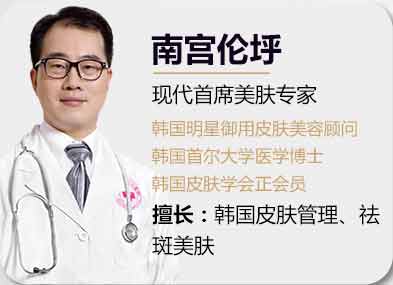 南宫伦坪
现代首席美肤专家
韩国明星御用皮肤美容顾问
韩国首尔大学医学博士
韩国皮肤学会正会员
擅长：韩国皮肤管理、祛
斑美肤